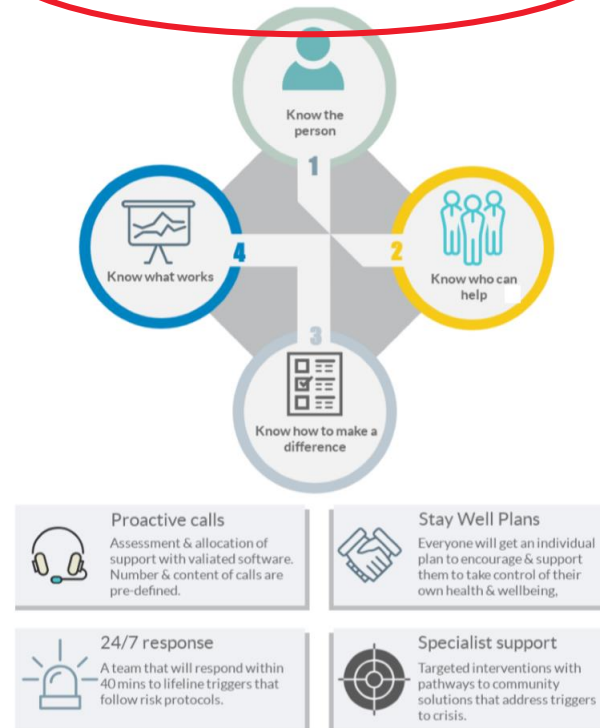 Know the
person
1
4
2
Know what works
Know who can
help
3
Know how to make a
difference
Proactive calls
Assessment & allocation of
support with valiated software.
Number & content of calls are
pre-defined.
Stay Well Plans
Everyone will get an individual
plan to encourage & support
them to take control of their
own health & wellbeing,
24/7 response
A team that will respond within
40 mins to lifeline triggers that
follow risk protocols.
Specialist support
Targeted interventions with
pathways to community
solutions that address triggers
to crisis.